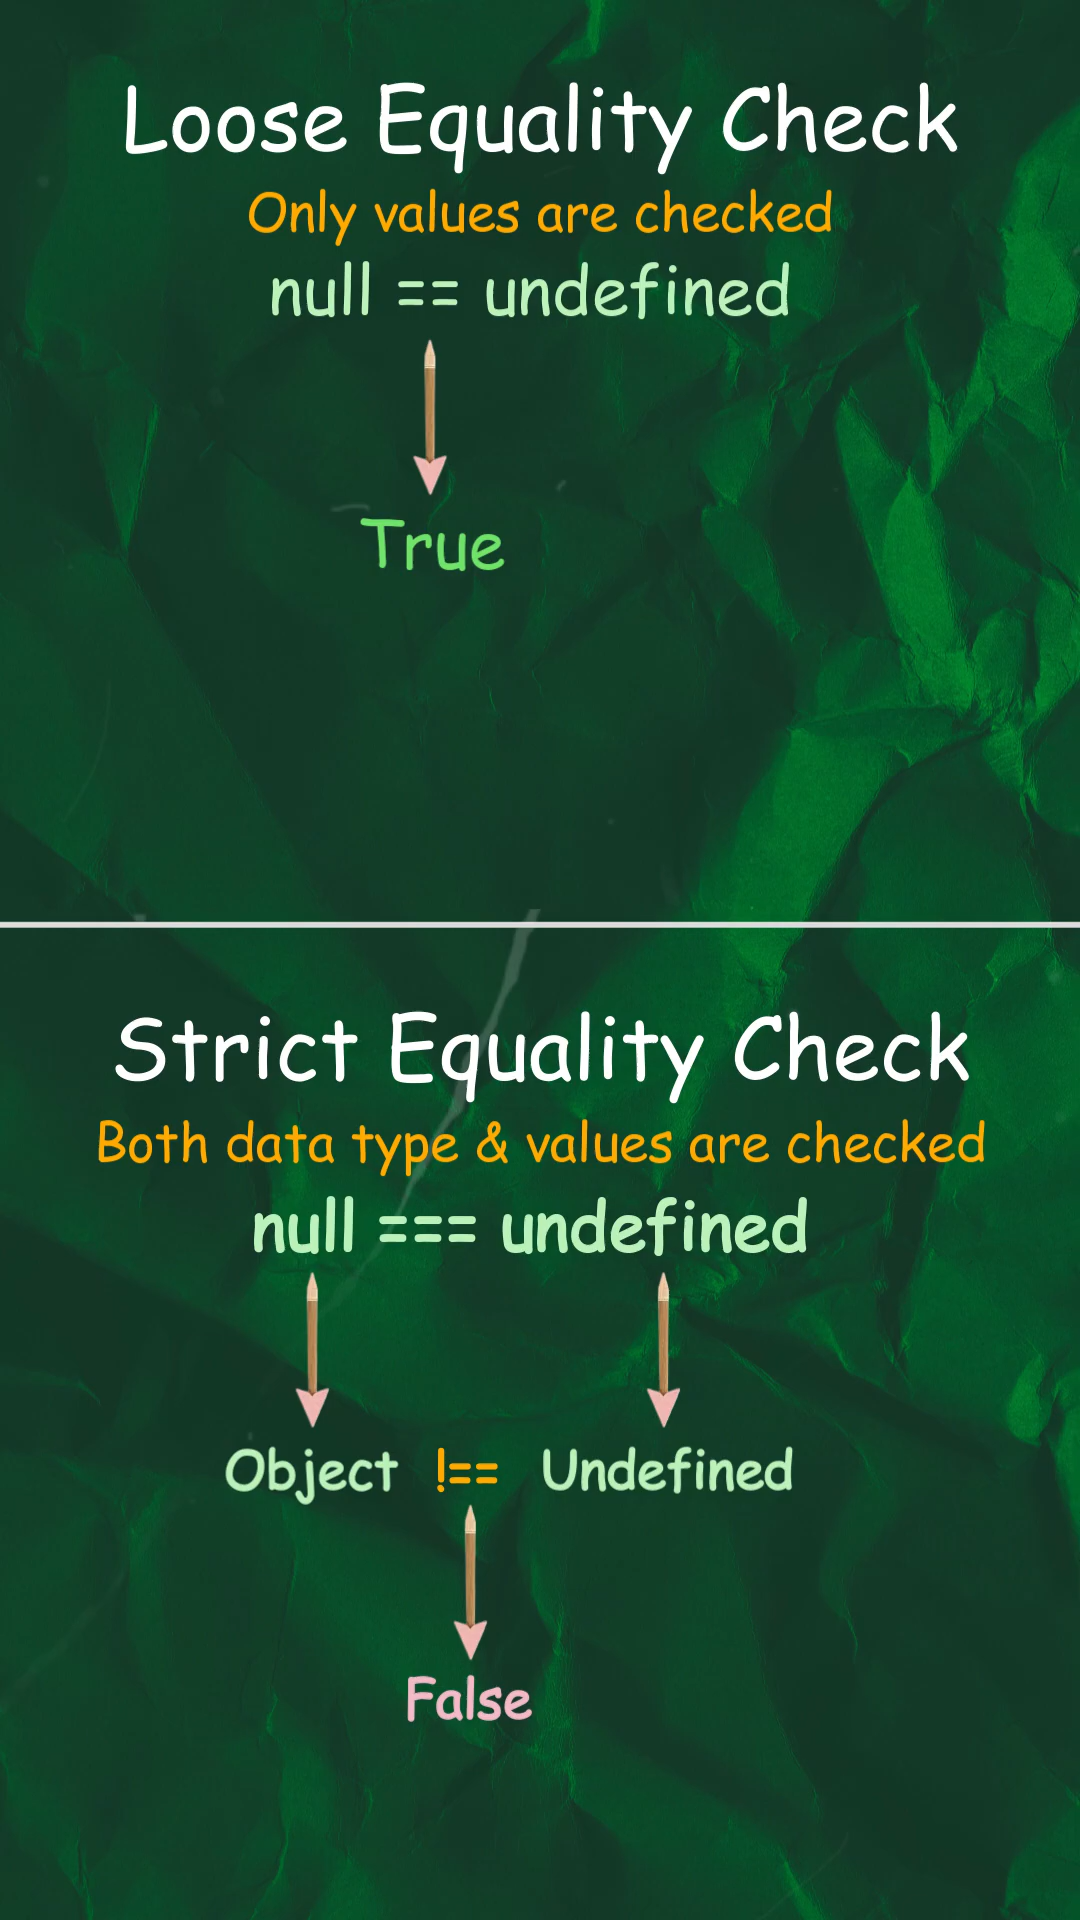 Loose Equality Check
Only values are checked
null == undefined
True
Strict Equality Check
Both data type & values are checked
null === undefined
Object !== Undefined
False